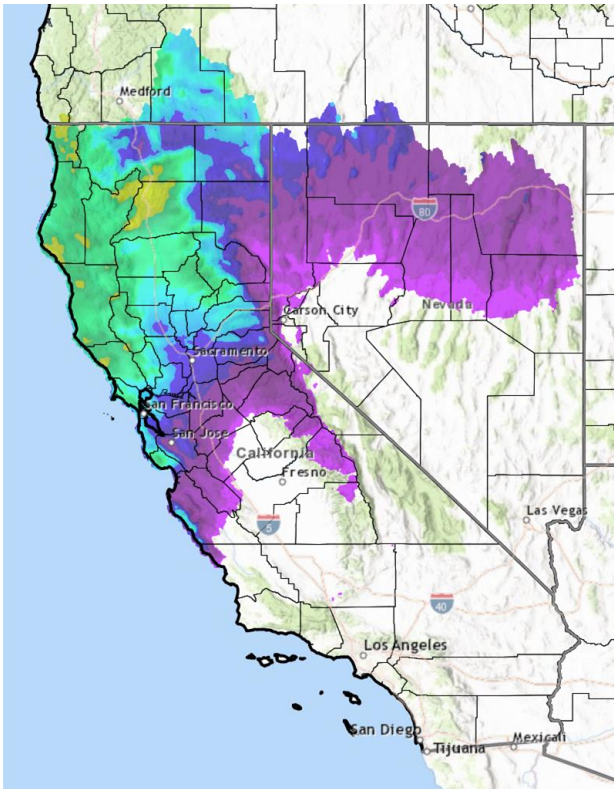 Medford
80
Carson City
Nevada
Sacramento
San Francisco
San Jose
California
Fresno
5
Las Vegas
40
Los Angeles
San Diego
Mexicali
Tijuana